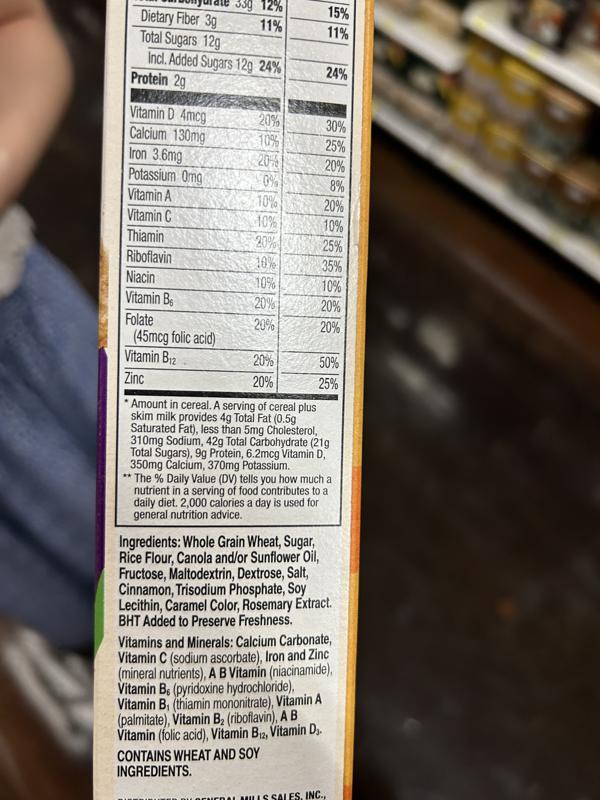 Total Carbohydrate 33g 12% 15%
Dietary Fiber 3g 11% 11%
Total Sugars 12g
Incl. Added Sugars 12g 24% 24%
Protein 2g
Vitamin D 4mcg 20% 30%
Calcium 130mg 10% 25%
Iron 3.6mg 20% 20%
Potassium 0mg 0% 8%
Vitamin A 10% 20%
Vitamin C 10% 10%
Thiamin 20% 25%
Riboflavin 10% 35%
Niacin 10% 10%
Vitamin B6 20% 20%
Folate 20% 20%
(45mcg folic acid)
Vitamin B12 20% 50%
Zinc 20% 25%
* Amount in cereal. A serving of cereal plus
skim milk provides 4g Total Fat (0.5g
Saturated Fat), less than 5mg Cholesterol,
310mg Sodium, 42g Total Carbohydrate (21g
Total Sugars), 9g Protein, 6.2mcg Vitamin D,
350mg Calcium, 370mg Potassium.
** The % Daily Value (DV) tells you how much a
nutrient in a serving of food contributes to a
daily diet. 2,000 calories a day is used for
general nutrition advice.
Ingredients: Whole Grain Wheat, Sugar,
Rice Flour, Canola and/or Sunflower Oil,
Fructose, Maltodextrin, Dextrose, Salt,
Cinnamon, Trisodium Phosphate, Soy
Lecithin, Caramel Color, Rosemary Extract.
BHT Added to Preserve Freshness.
Vitamins and Minerals: Calcium Carbonate,
Vitamin C (sodium ascorbate), Iron and Zinc
(mineral nutrients), A B Vitamin (niacinamide),
Vitamin B6 (pyridoxine hydrochloride),
Vitamin B1 (thiamin mononitrate), Vitamin A
(palmitate), Vitamin B2 (riboflavin), A B
Vitamin (folic acid), Vitamin B12, Vitamin D3.
CONTAINS WHEAT AND SOY
INGREDIENTS.
DISTRIBUTED BY GENERAL MILLS SALES, INC.,